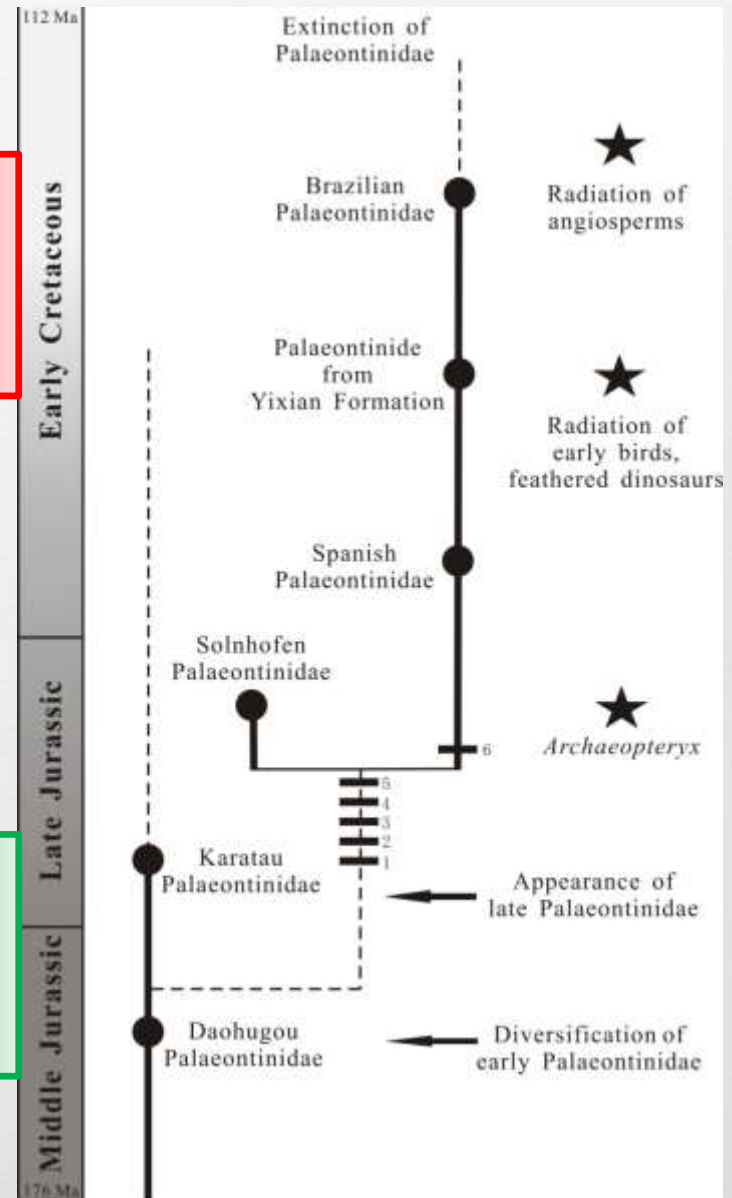 112 Ma
Extinction of
Palaeontinidae
Brazilian
Palaeontinidae
Radiation of
angiosperms
Early Cretaceous
Palaeontinide
from
Yixian Formation
Radiation of
early birds,
feathered dinosaurs
Spanish
Palaeontinidae
Solnhofen
Palaeontinidae
Archaeopteryx
6
5
4
3
2
1
Late Jurassic
Karatau
Palaeontinidae
Appearance of
late Palaeontinidae
Middle Jurassic
Daohugou
Palaeontinidae
Diversification of
early Palaeontinidae
176 Ma